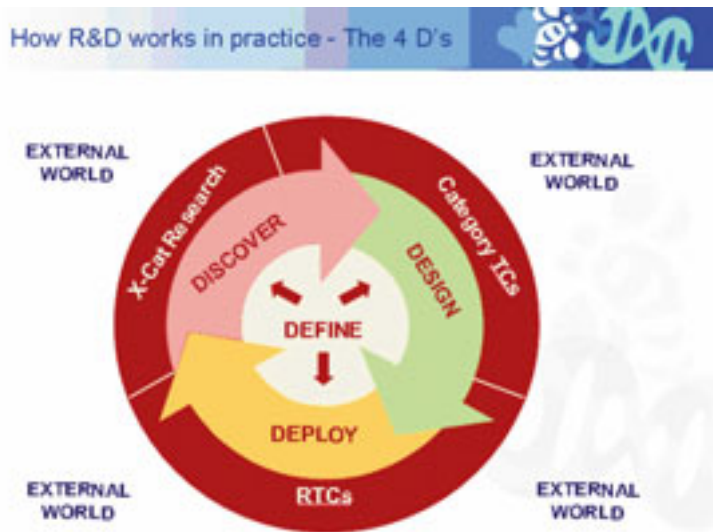 How R&D works in practice - The 4 D's
EXTERNAL
WORLD
EXTERNAL
WORLD
X-Cat Research
Category TCs
DISCOVER
DESIGN
DEFINE
DEPLOY
RTCs
EXTERNAL
WORLD
EXTERNAL
WORLD